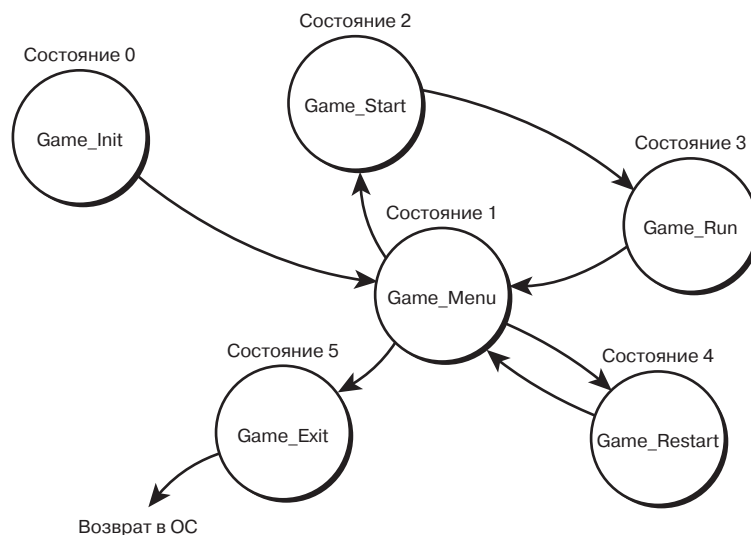 Состояние 2
Состояние 0
Game_Start
Game_Init
Состояние 3
Состояние 1
Game_Run
Game_Menu
Состояние 5
Состояние 4
Game_Exit
Game_Restart
Возврат в ОС